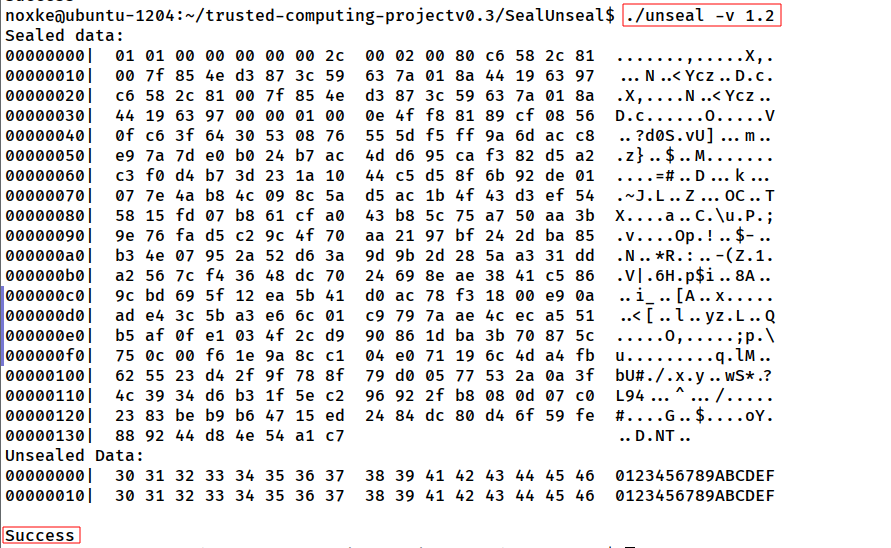 noxke@ubuntu-1204:~/trusted-computing-projectv0.3/SealUnseal$ ./unseal -v 1.2
Sealed data:
00000000|  01 01 00 00 00 00 00 2c  00 02 00 80 c6 58 2c 81  .......,.....X,.
00000010|  00 7f 85 4e d3 87 3c 59  63 7a 01 8a 44 19 63 97  ...N..<Ycz..D.c.
00000020|  c6 58 2c 81 00 7f 85 4e  d3 87 3c 59 63 7a 01 8a  .X,....N..<Ycz..
00000030|  44 19 63 97 00 00 01 00  0e 4f f8 81 89 cf 08 56  D.c......O.....V
00000040|  0f c6 3f 64 30 53 08 76  55 5d f5 ff 9a 6d ac c8  ..?d0S.vU]...m..
00000050|  e9 7a 7d e0 b0 24 b7 ac  4d d6 95 ca f3 82 d5 a2  .z}..$..M.......
00000060|  c3 f0 d4 b7 3d 23 1a 10  44 c5 d5 8f 6b 92 de 01  ....=#..D...k...
00000070|  07 7e 4a b8 4c 09 8c 5a  d5 ac 1b 4f 43 d3 ef 54  .~J.L..Z...OC..T
00000080|  58 15 fd 07 b8 61 cf a0  43 b8 5c 75 a7 50 aa 3b  X....a..C.\u.P.;
00000090|  9e 76 fa d5 c2 9c 4f 70  aa 21 97 bf 24 2d ba 85  .v....Op.!..$-..
000000a0|  b3 4e 07 95 2a 52 d6 3a  9d 9b 2d 28 5a a3 31 dd  .N..*R.:..-(Z.1.
000000b0|  a2 56 7c f4 36 48 dc 70  24 69 8e ae 38 41 c5 86  .V|.6H.p$i..8A..
000000c0|  9c bd 69 5f 12 ea 5b 41  d0 ac 78 f3 18 00 e9 0a  ..i_..[A..x.....
000000d0|  ad e4 3c 5b a3 e6 6c 01  c9 79 7a ae 4c ec a5 51  ..<[..l..yz.L..Q
000000e0|  b5 af 0f e1 03 4f 2c d9  90 86 1d ba 3b 70 87 5c  .....O,.....;p.\
000000f0|  75 0c 00 f6 1e 9a 8c c1  04 e0 71 19 6c 4d a4 fb  u.........q.lM..
00000100|  62 55 23 d4 2f 9f 78 8f  79 d0 05 77 53 2a 0a 3f  bU#./.x.y..wS*.?
00000110|  4c 39 34 d6 b3 1f 5e c2  96 92 2f b8 08 0d 07 c0  L94...^.../.....
00000120|  23 83 be b9 b6 47 15 ed  24 84 dc 80 d4 6f 59 fe  #....G..$....oY.
00000130|  88 92 44 d8 4e 54 a1 c7  ..D.NT..
Unsealed Data:
00000000|  30 31 32 33 34 35 36 37  38 39 41 42 43 44 45 46  0123456789ABCDEF
00000010|  30 31 32 33 34 35 36 37  38 39 41 42 43 44 45 46  0123456789ABCDEF
Success